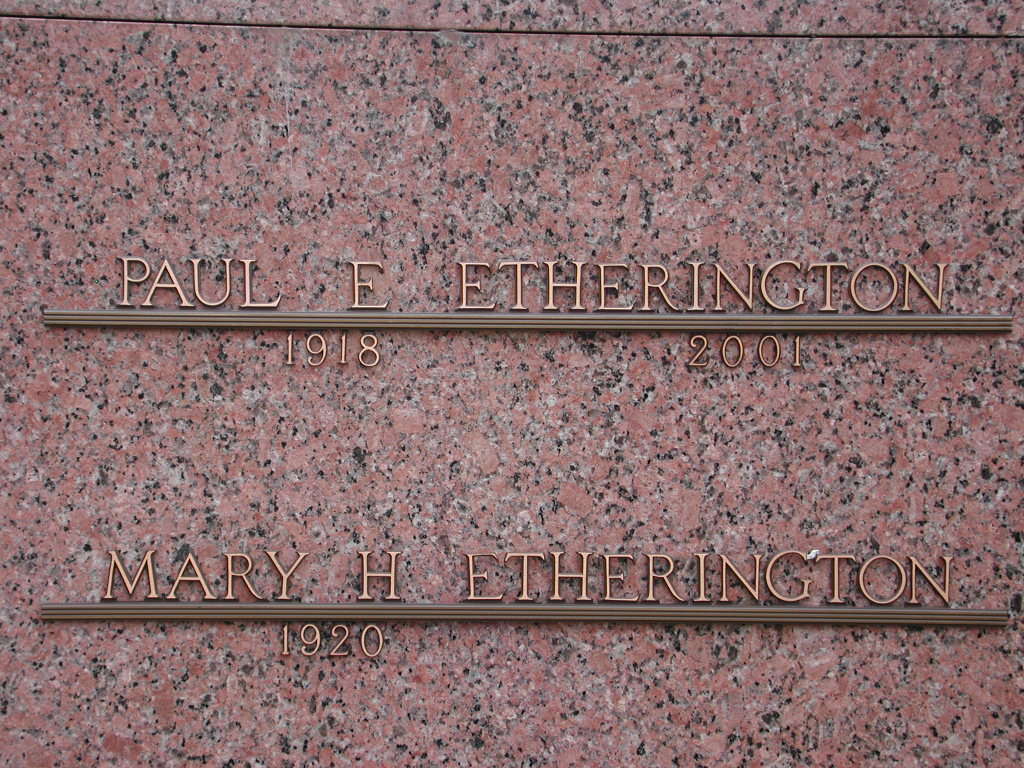 PAUL E ETHERINGTON
1918 2001
MARY H ETHERINGTON
1920